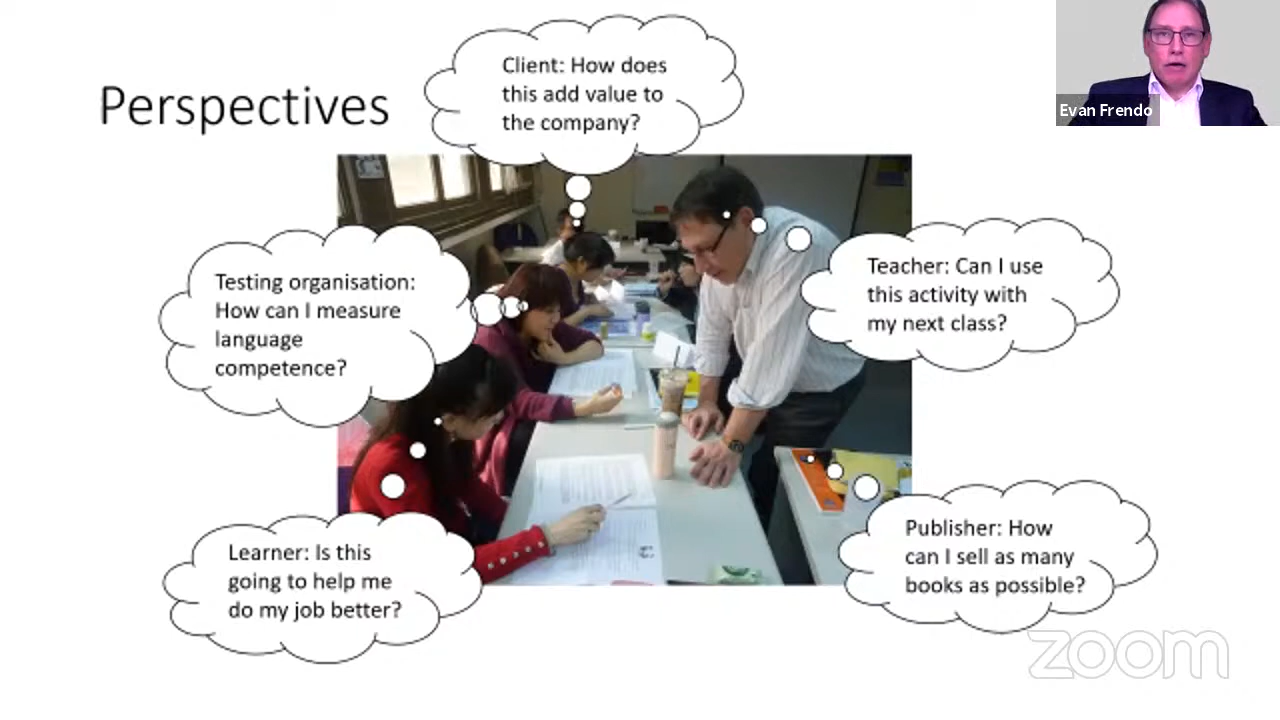 Perspectives
Client: How does
this add value to
the company?
Evan Frendo
Testing organisation:
How can I measure
language
competence?
Teacher: Can I use
this activity with
my next class?
Learner: Is this
going to help me
do my job better?
Publisher: How
can I sell as many
books as possible?
zoom